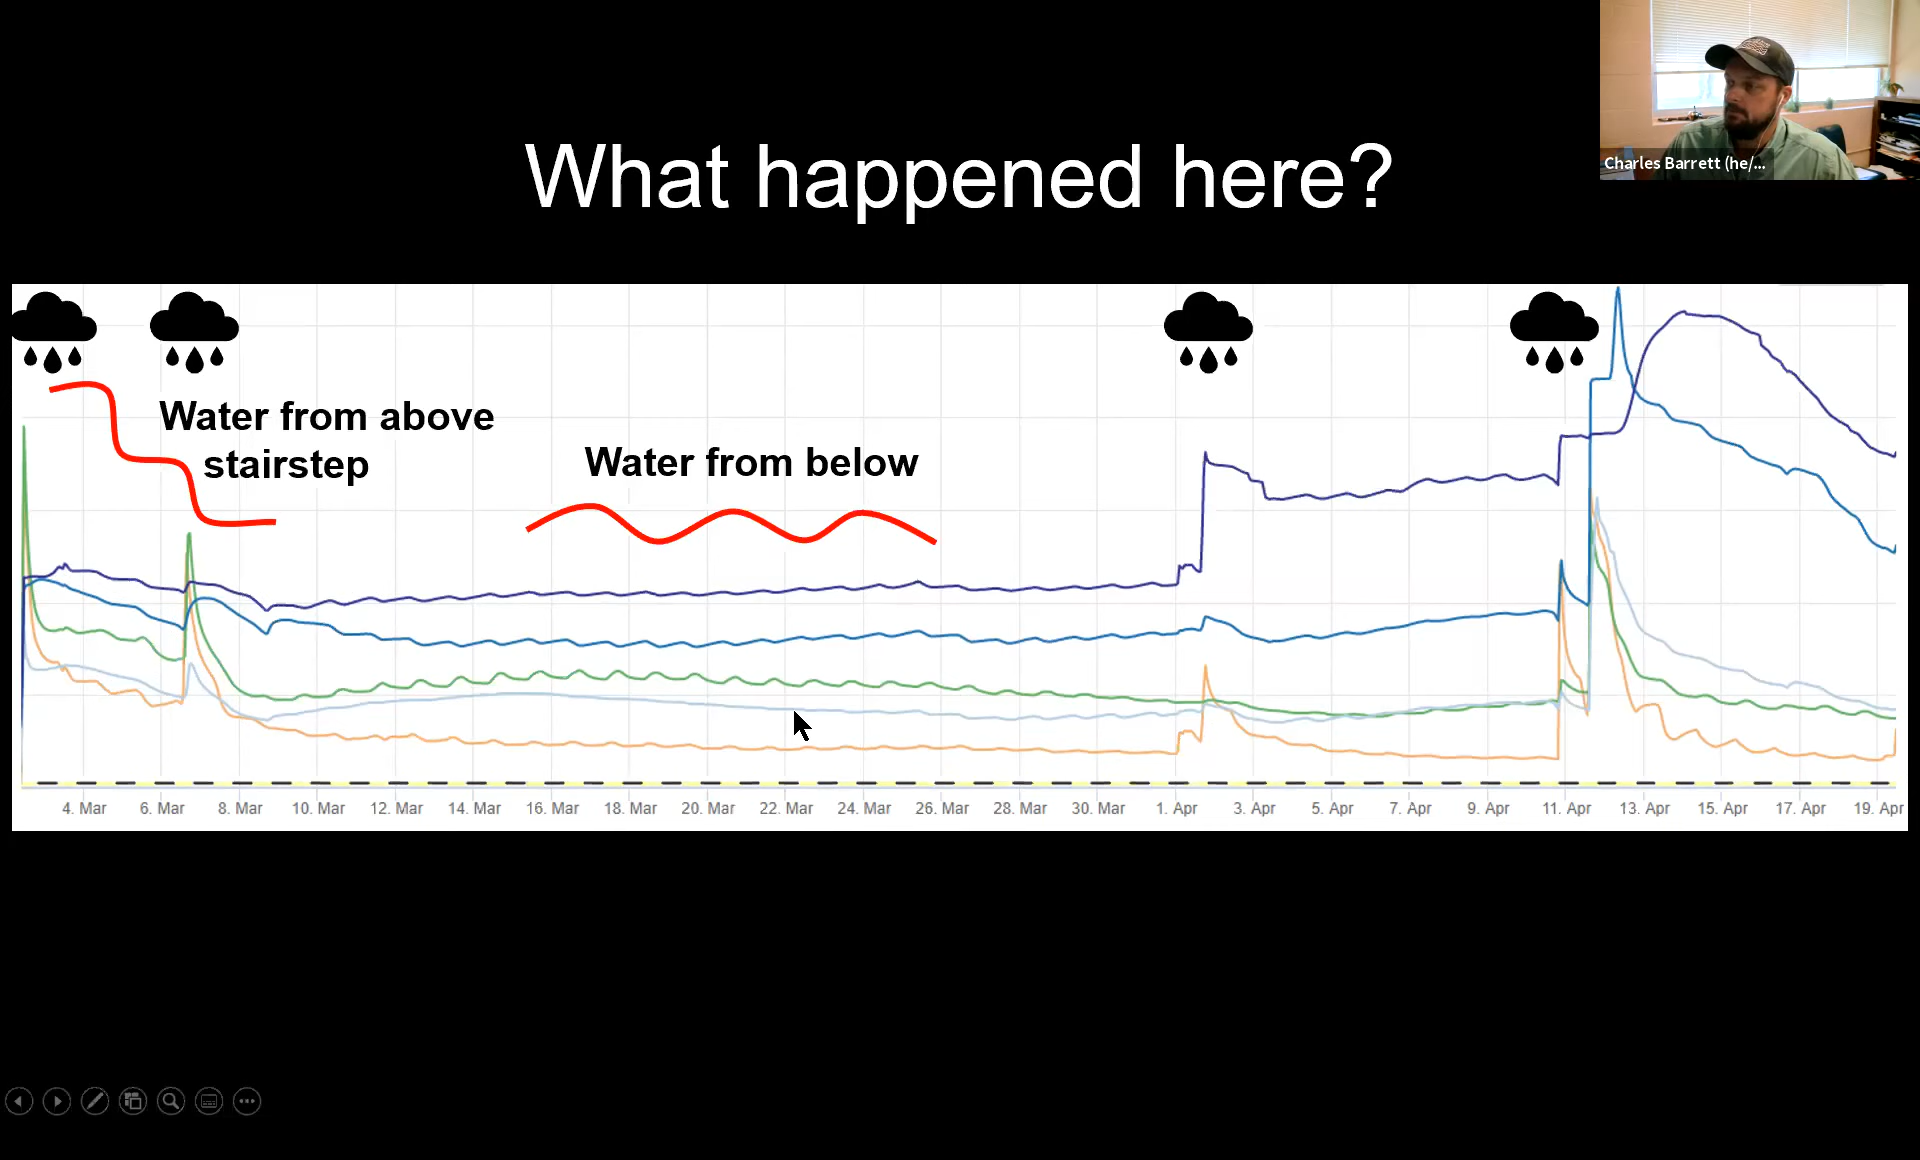 What happened here?
Charles Barrett (he/...
Water from above
stairstep
Water from below
4. Mar
6. Mar
8. Mar
10. Mar
12. Mar
14. Mar
16. Mar
18. Mar
20. Mar
22. Mar
24. Mar
26. Mar
28. Mar
30. Mar
1. Apr
3. Apr
5. Apr
7. Apr
9. Apr
11. Apr
13. Apr
15. Apr
17. Apr
19. Apr